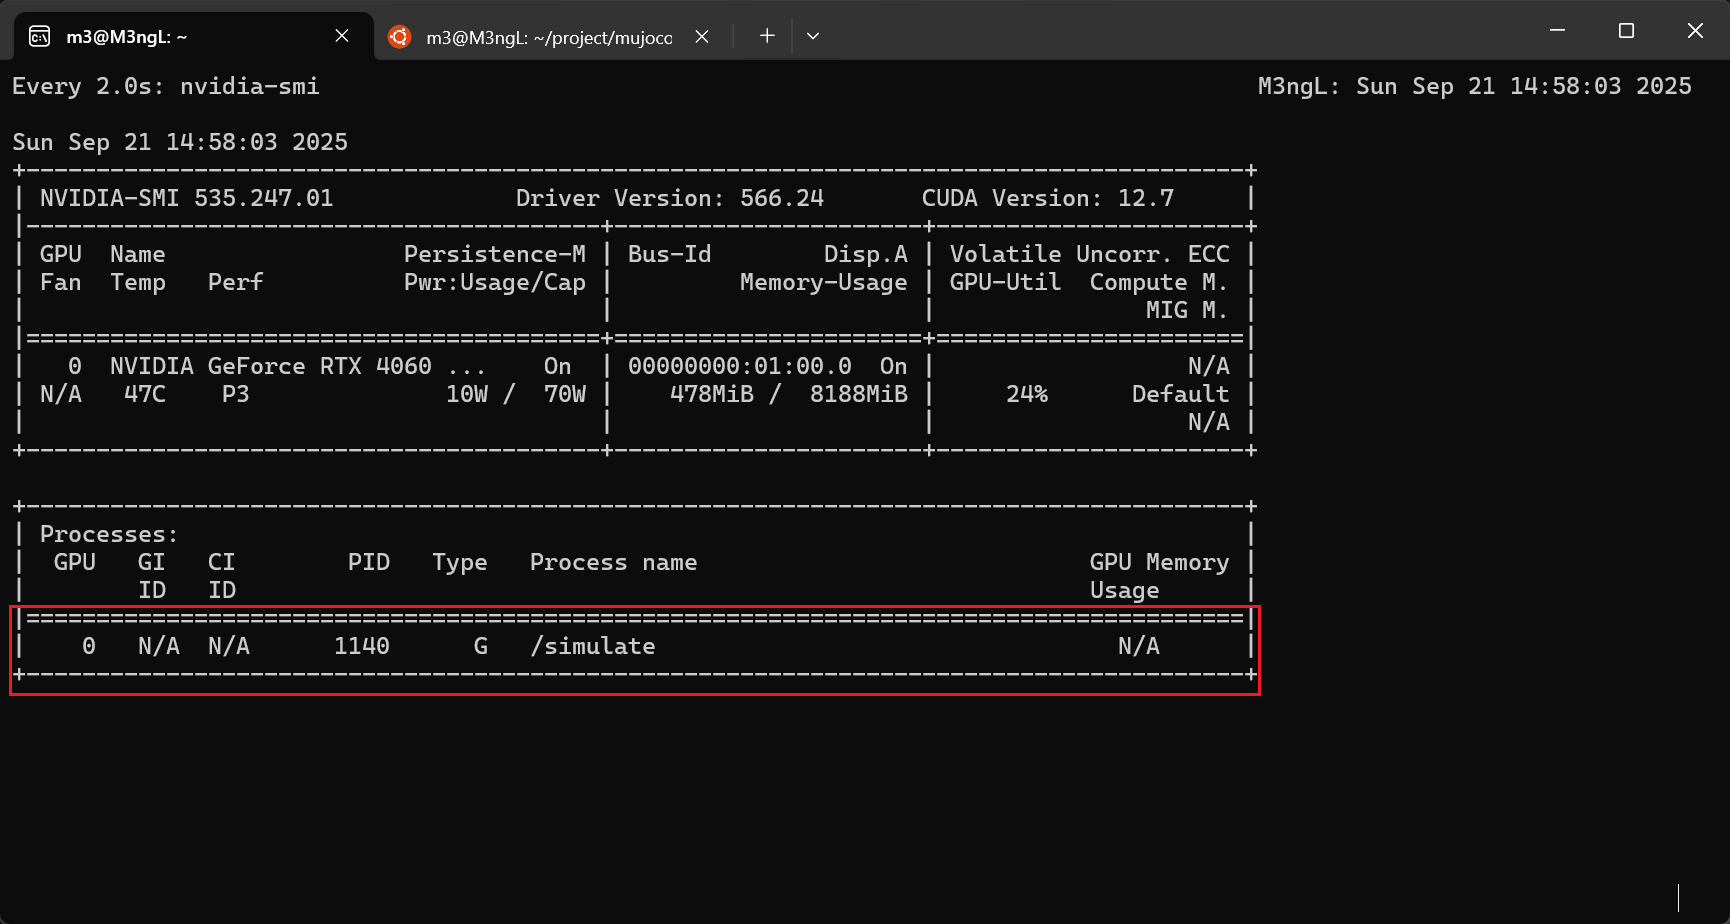 m3@M3ngL: ~
m3@M3ngL: ~/project/mujoco
Every 2.0s: nvidia-smi                                                                   M3ngL: Sun Sep 21 14:58:03 2025
Sun Sep 21 14:58:03 2025
+---------------------------------------------------------------------------------------+
| NVIDIA-SMI 535.247.01             Driver Version: 566.24       CUDA Version: 12.7     |
|-----------------------------------------+----------------------+----------------------+
| GPU  Name                 Persistence-M | Bus-Id        Disp.A | Volatile Uncorr. ECC |
| Fan  Temp   Perf          Pwr:Usage/Cap |         Memory-Usage | GPU-Util  Compute M. |
|                                         |                      |               MIG M. |
|=========================================+======================+======================|
|   0  NVIDIA GeForce RTX 4060 ...    On  | 00000000:01:00.0  On |                  N/A |
| N/A   47C    P3              10W /  70W |    478MiB /  8188MiB |     24%      Default |
|                                         |                      |                  N/A |
+-----------------------------------------+----------------------+----------------------+
+---------------------------------------------------------------------------------------+
| Processes:                                                                            |
|  GPU   GI   CI        PID   Type   Process name                            GPU Memory |
|        ID   ID                                                             Usage      |
|=======================================================================================|
|    0   N/A  N/A      1140      G   /simulate                                 N/A      |
+---------------------------------------------------------------------------------------+